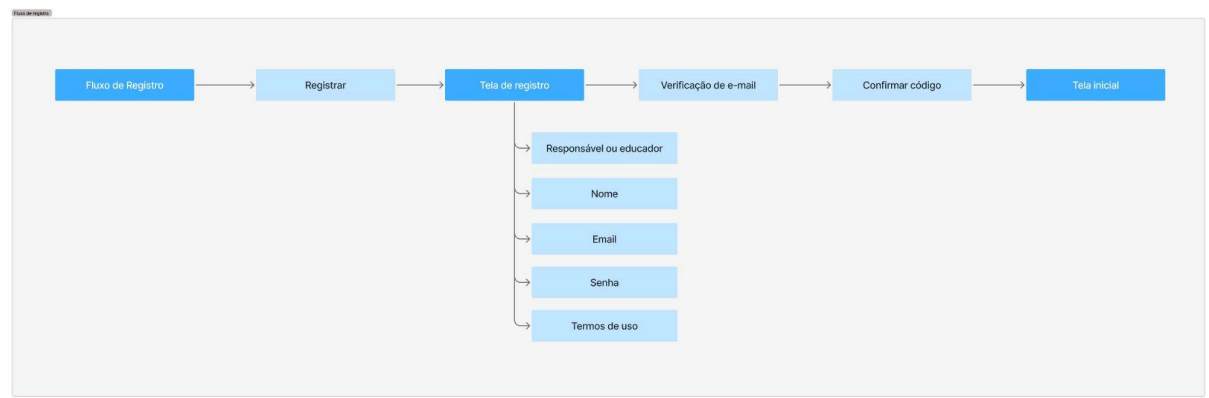 Fluxo de registro
Fluxo de Registro
Registrar
Tela de registro
Verificação de e-mail
Confirmar código
Tela inicial
Responsável ou educador
Nome
Email
Senha
Termos de uso